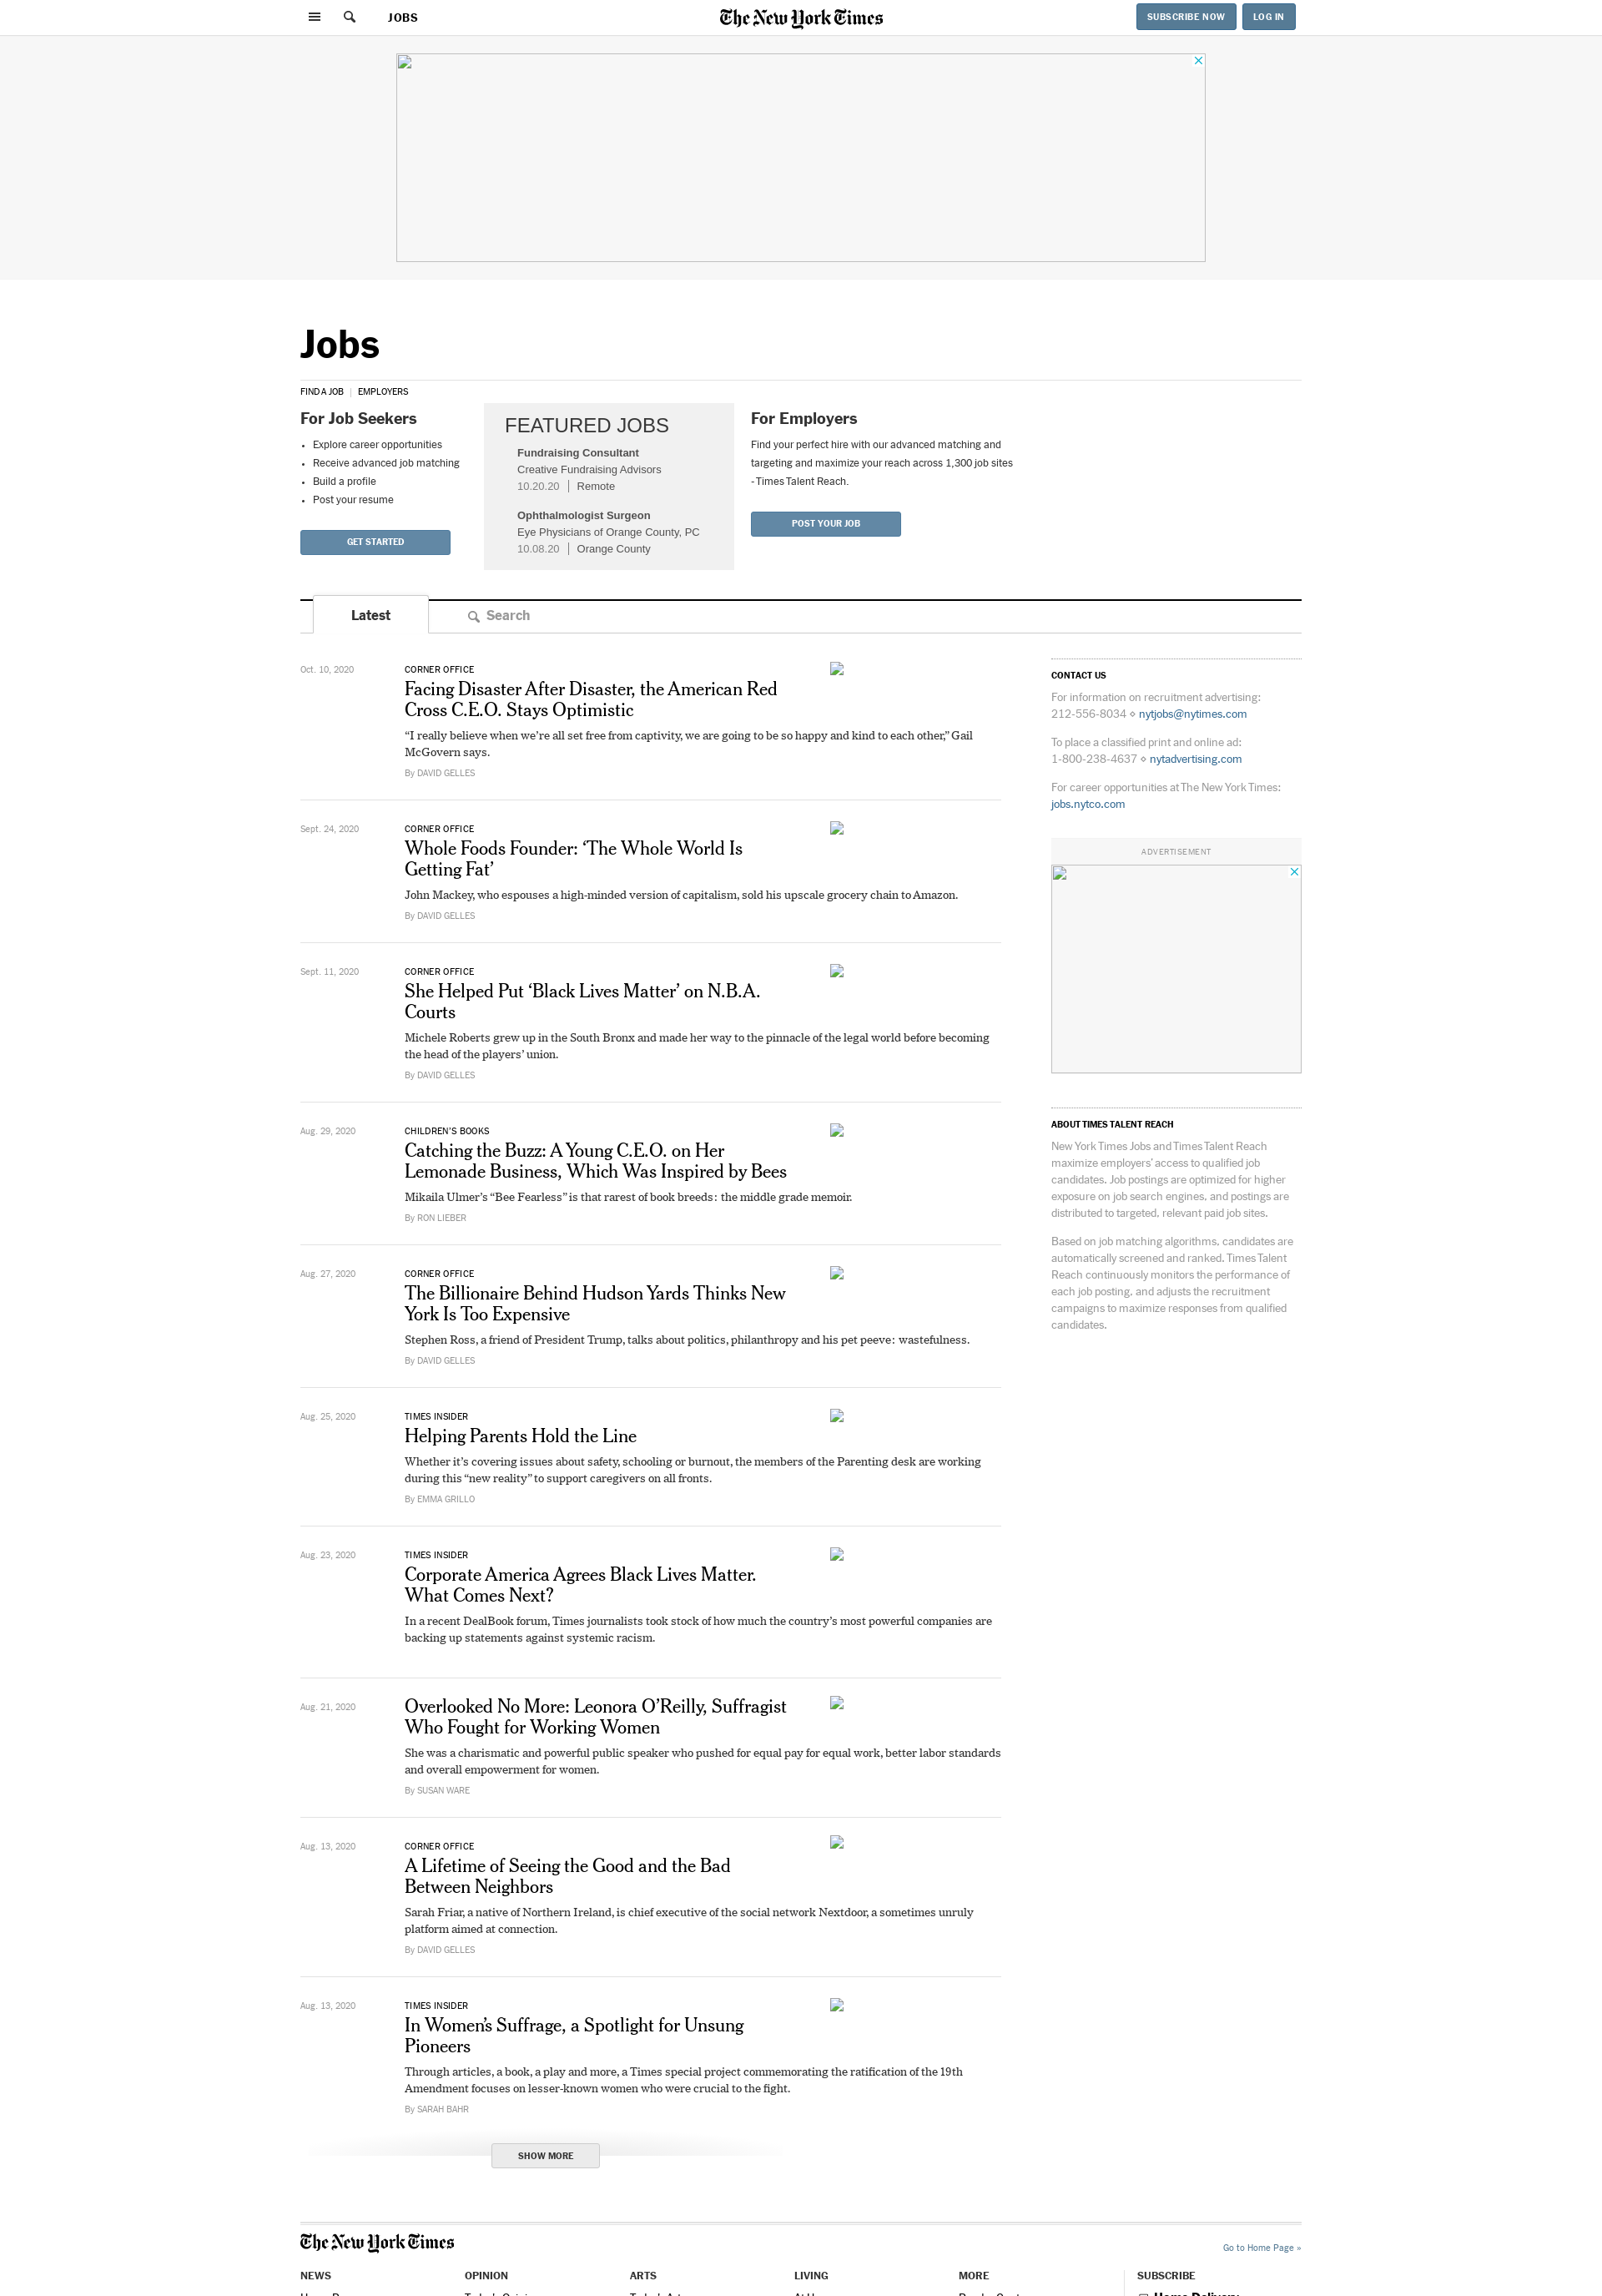 JOBS
The New York Times
SUBSCRIBE NOW
LOG IN
Jobs
FIND A JOB | EMPLOYERS
For Job Seekers
Explore career opportunities
Receive advanced job matching
Build a profile
Post your resume
GET STARTED
FEATURED JOBS
Fundraising Consultant
Creative Fundraising Advisors
10.20.20 | Remote
Ophthalmologist Surgeon
Eye Physicians of Orange County, PC
10.08.20 | Orange County
For Employers
Find your perfect hire with our advanced matching and
targeting and maximize your reach across 1,300 job sites
- Times Talent Reach.
POST YOUR JOB
Latest
Search
Oct. 10, 2020
CORNER OFFICE
Facing Disaster After Disaster, the American Red
Cross C.E.O. Stays Optimistic
“I really believe when we’re all set free from captivity, we are going to be so happy and kind to each other,” Gail
McGovern says.
By DAVID GELLES
Sept. 24, 2020
CORNER OFFICE
Whole Foods Founder: ‘The Whole World Is
Getting Fat’
John Mackey, who espouses a high-minded version of capitalism, sold his upscale grocery chain to Amazon.
By DAVID GELLES
Sept. 11, 2020
CORNER OFFICE
She Helped Put ‘Black Lives Matter’ on N.B.A.
Courts
Michele Roberts grew up in the South Bronx and made her way to the pinnacle of the legal world before becoming
the head of the players’ union.
By DAVID GELLES
Aug. 29, 2020
CHILDREN’S BOOKS
Catching the Buzz: A Young C.E.O. on Her
Lemonade Business, Which Was Inspired by Bees
Mikaila Ulmer’s “Bee Fearless” is that rarest of book breeds: the middle grade memoir.
By RON LIEBER
Aug. 27, 2020
CORNER OFFICE
The Billionaire Behind Hudson Yards Thinks New
York Is Too Expensive
Stephen Ross, a friend of President Trump, talks about politics, philanthropy and his pet peeve: wastefulness.
By DAVID GELLES
Aug. 25, 2020
TIMES INSIDER
Helping Parents Hold the Line
Whether it’s covering issues about safety, schooling or burnout, the members of the Parenting desk are working
during this “new reality” to support caregivers on all fronts.
By EMMA GRILLO
Aug. 23, 2020
TIMES INSIDER
Corporate America Agrees Black Lives Matter.
What Comes Next?
In a recent DealBook forum, Times journalists took stock of how much the country’s most powerful companies are
backing up statements against systemic racism.
Aug. 21, 2020
Overlooked No More: Leonora O’Reilly, Suffragist
Who Fought for Working Women
She was a charismatic and powerful public speaker who pushed for equal pay for equal work, better labor standards
and overall empowerment for women.
By SUSAN WARE
Aug. 13, 2020
CORNER OFFICE
A Lifetime of Seeing the Good and the Bad
Between Neighbors
Sarah Friar, a native of Northern Ireland, is chief executive of the social network Nextdoor, a sometimes unruly
platform aimed at connection.
By DAVID GELLES
Aug. 13, 2020
TIMES INSIDER
In Women’s Suffrage, a Spotlight for Unsung
Pioneers
Through articles, a book, a play and more, a Times special project commemorating the ratification of the 19th
Amendment focuses on lesser-known women who were crucial to the fight.
By SARAH BAHR
SHOW MORE
CONTACT US
For information on recruitment advertising:
212-556-8034 ⋄ nytjobs@nytimes.com
To place a classified print and online ad:
1-800-238-4637 ⋄ nytadvertising.com
For career opportunities at The New York Times:
jobs.nytco.com
ADVERTISEMENT
ABOUT TIMES TALENT REACH
New York Times Jobs and Times Talent Reach
maximize employers’ access to qualified job
candidates. Job postings are optimized for higher
exposure on job search engines, and postings are
distributed to targeted, relevant paid job sites.
Based on job matching algorithms, candidates are
automatically screened and ranked. Times Talent
Reach continuously monitors the performance of
each job posting, and adjusts the recruitment
campaigns to maximize responses from qualified
candidates.
The New York Times
Go to Home Page »
NEWS
OPINION
ARTS
LIVING
MORE
SUBSCRIBE